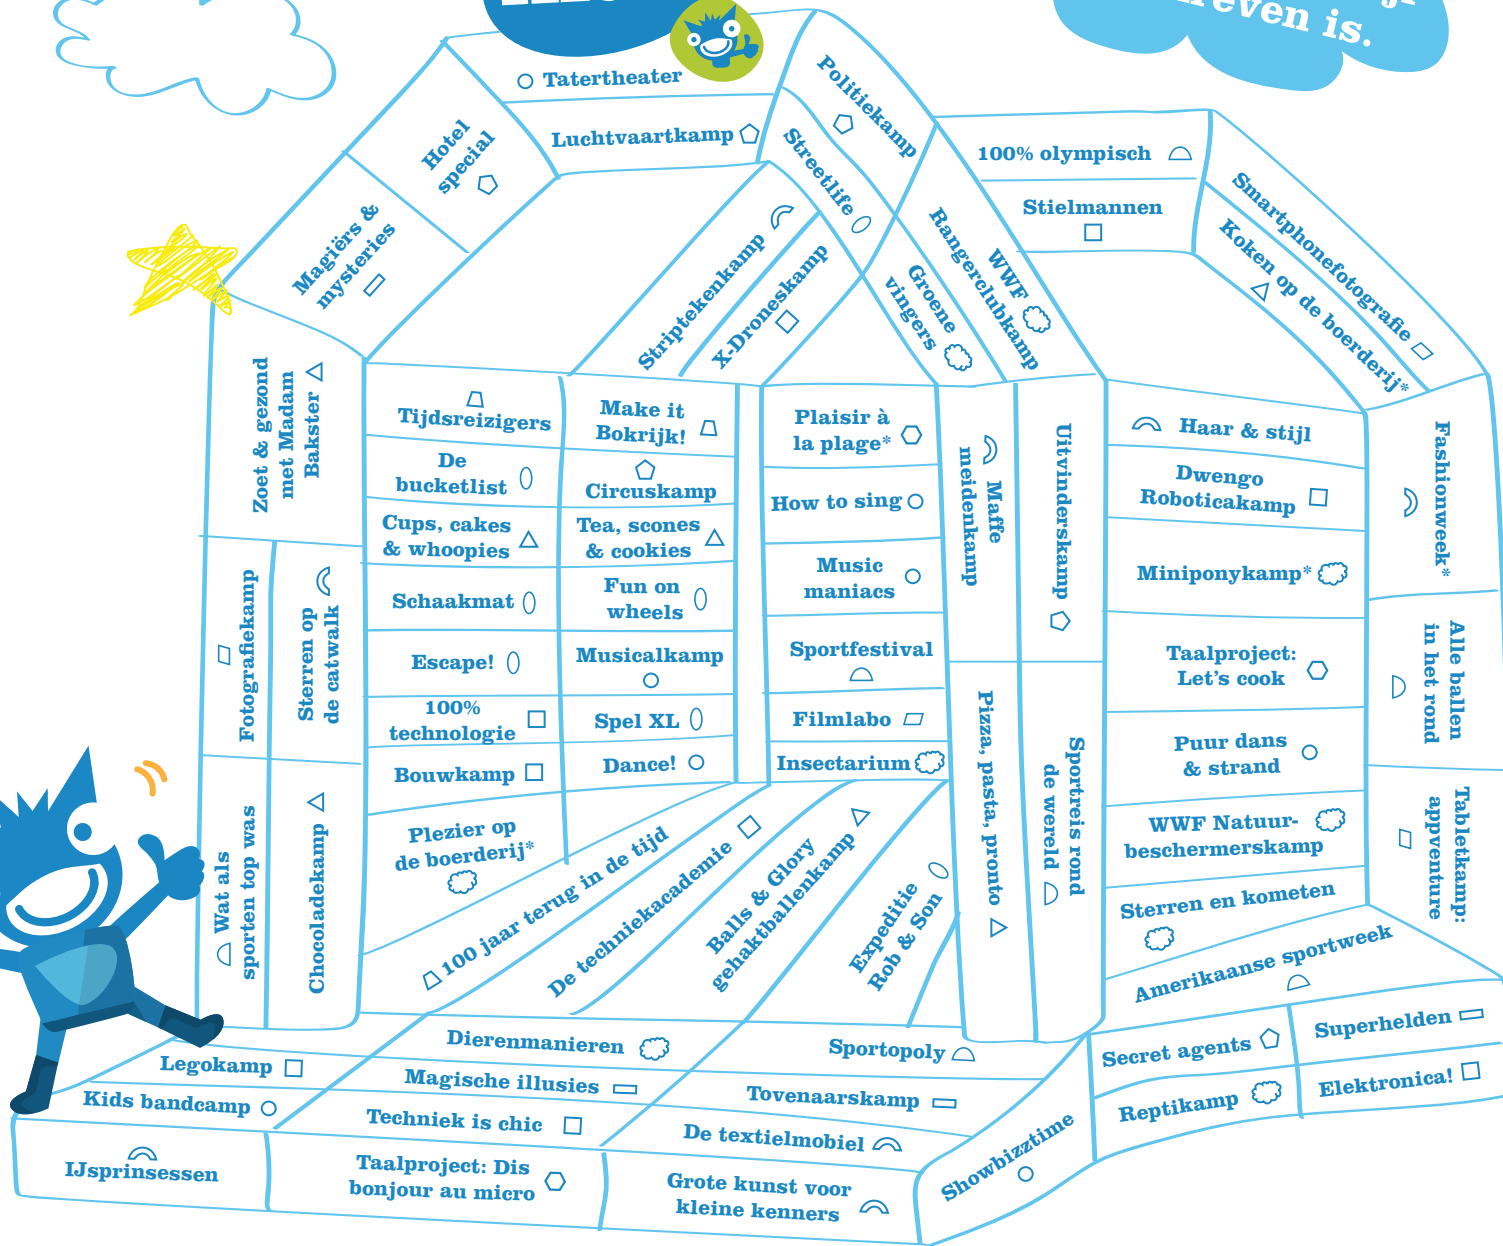 reven is.
Tatertheater
Luchtvaartkamp
Politiekamp
Streetlife
Hotel
special
Magiërs &
mysteries
100% olympisch
Stielmannen
Smartphonefotografie
Koken op de boerderij*
Striptekenkamp
X-Droneskamp
Groene
vingers
WWF
Rangerclubkamp
Zoet & gezond
met Madam
Bakster
Tijdsreizigers
Make it
Bokrijk!
De
bucketlist
Circuskamp
Cups, cakes
& whoopies
Tea, scones
& cookies
Schaakmat
Fun on
wheels
Escape!
Musicalkamp
100%
technologie
Spel XL
Bouwkamp
Dance!
Plezier op
de boerderij*
Plaisir à
la plage*
How to sing
Music
maniacs
Sportfestival
Filmlabo
Insectarium
Maffe
meidenkamp
Uitvinderskamp
Pizza, pasta, pronto
Sportreis rond
de wereld
Haar & stijl
Dwengo
Roboticakamp
Miniponykamp*
Taalproject:
Let's cook
Puur dans
& strand
WWF Natuur-
beschermerskamp
Sterren en kometen
Amerikaanse sportweek
Fashionweek*
Alle ballen
in het rond
Tabletkamp:
appventure
Fotografiekamp
Sterren op
de catwalk
Wat als
sporten top was
Chocoladekamp
100 jaar terug in de tijd
De techniekacademie
Balls & Glory
gehaktballenkamp
Expeditie
Rob & Son
Dierenmanieren
Sportopoly
Legokamp
Magische illusies
Tovenaarskamp
Kids bandcamp
Techniek is chic
De textielmobiel
IJsprinsessen
Taalproject: Dis
bonjour au micro
Grote kunst voor
kleine kenners
Showbizztime
Secret agents
Superhelden
Reptikamp
Elektronica!